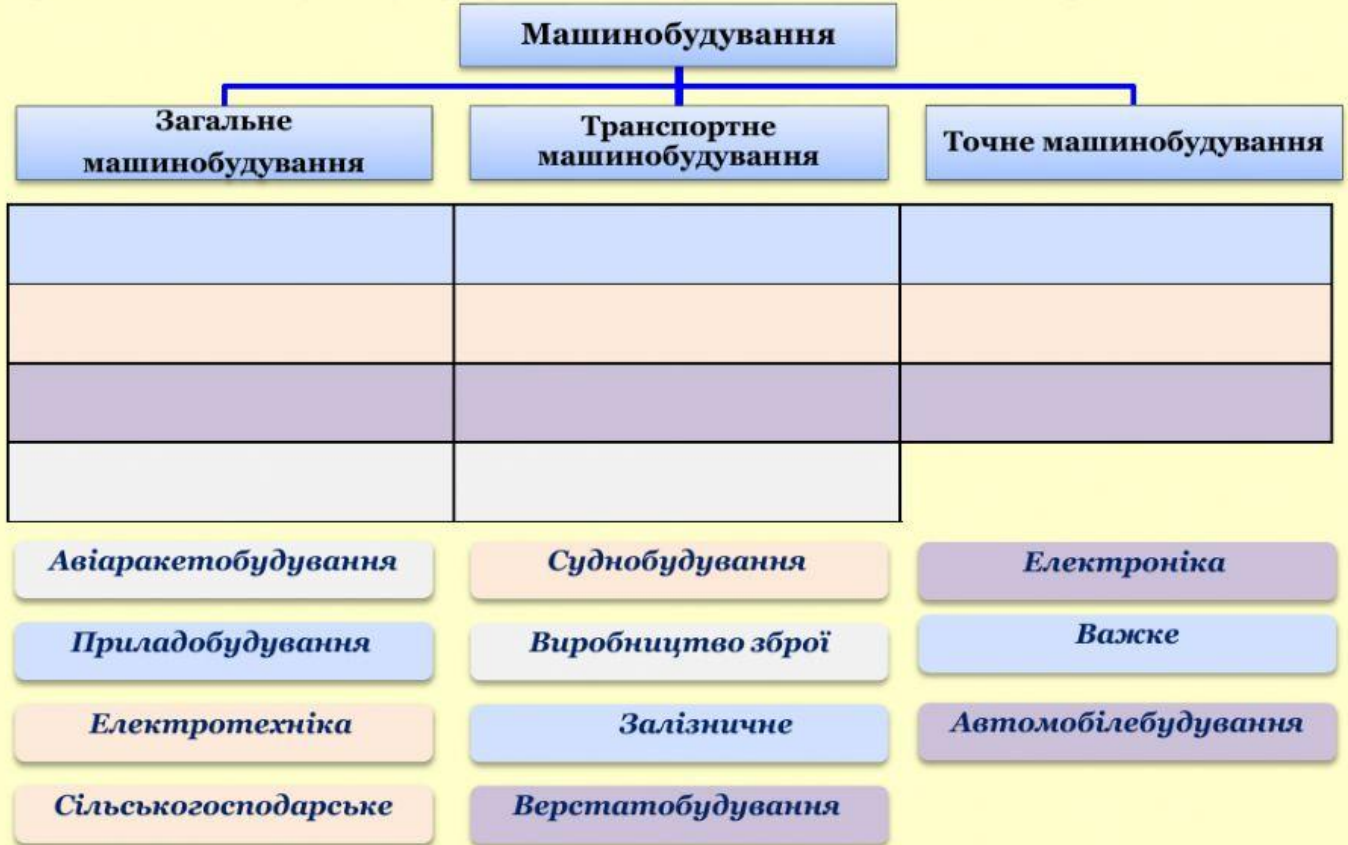 Машинобудування
Загальне
машинобудування
Транспортне
машинобудування
Точне машинобудування
Авіаракетобудування
Суднобудування
Електроніка
Приладобудування
Виробництво зброї
Важке
Електротехніка
Залізничне
Автомобілебудування
Сільськогосподарське
Верстатобудування